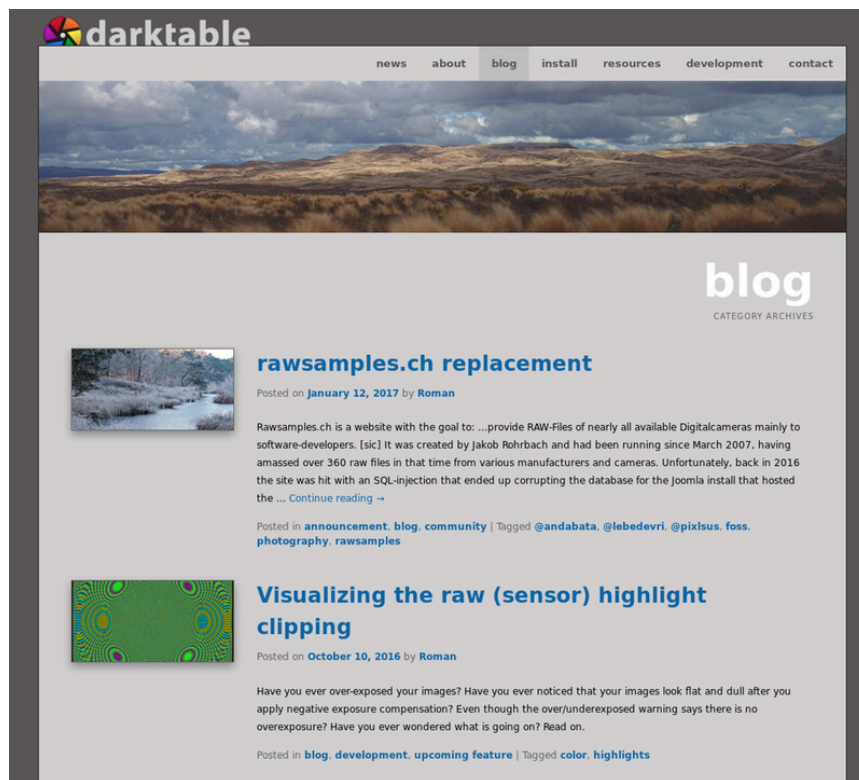 darktable
news about blog install resources development contact
blog
CATEGORY ARCHIVES
rawsamples.ch replacement
Posted on January 12, 2017 by Roman
Rawsamples.ch is a website with the goal to: ...provide RAW-Files of nearly all available Digitalcameras mainly to
software-developers. [sic] It was created by Jakob Rohrbach and had been running since March 2007, having
amassed over 360 raw files in that time from various manufacturers and cameras. Unfortunately, back in 2016
the site was hit with an SQL-injection that ended up corrupting the database for the Joomla install that hosted
the ... Continue reading →
Posted in announcement, blog, community | Tagged @andabata, @lebedevri, @pixlsus, foss,
photography, rawsamples
Visualizing the raw (sensor) highlight
clipping
Posted on October 10, 2016 by Roman
Have you ever over-exposed your images? Have you ever noticed that your images look flat and dull after you
apply negative exposure compensation? Even though the over/underexposed warning says there is no
overexposure? Have you ever wondered what is going on? Read on.
Posted in blog, development, upcoming feature | Tagged color, highlights